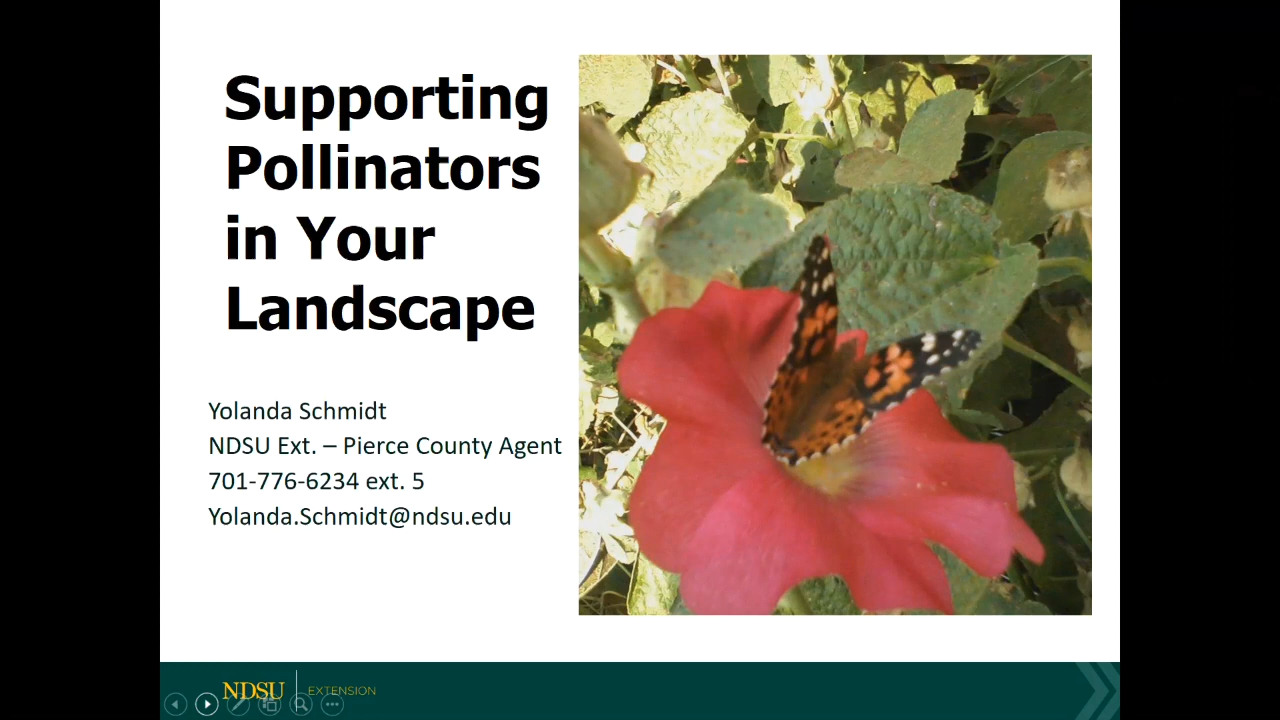 Supporting
Pollinators
in Your
Landscape
Yolanda Schmidt
NDSU Ext. – Pierce County Agent
701-776-6234 ext. 5
Yolanda.Schmidt@ndsu.edu
NDSU EXTENSION